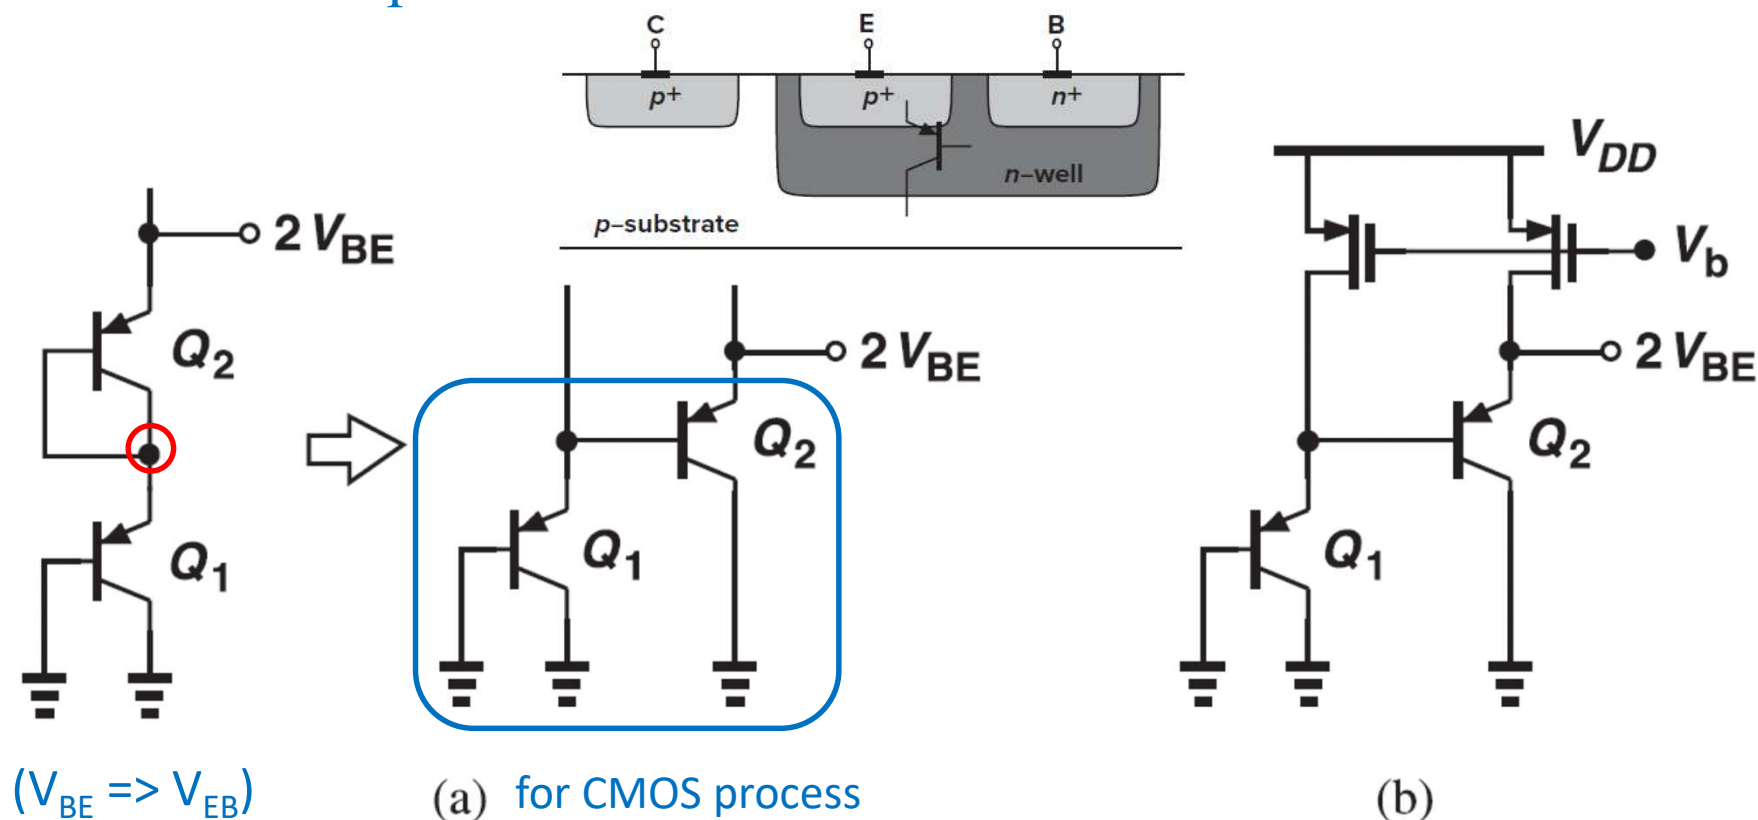 C E B
p+ p+ n+
n–well
p–substrate
2 V_BE
Q_2
Q_1
2 V_BE
Q_2
Q_1
V_DD
V_b
2 V_BE
Q_2
Q_1
(V_BE => V_EB)
(a) for CMOS process
(b)